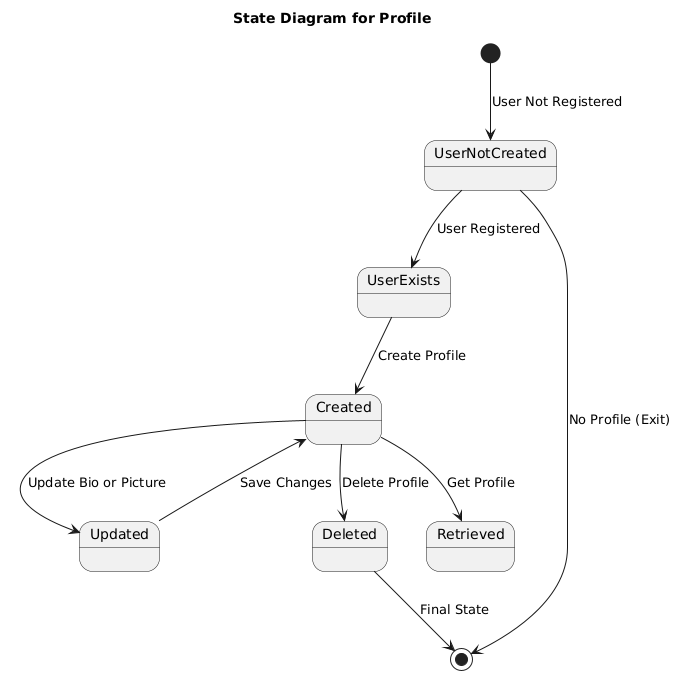 State Diagram for Profile
User Not Registered
UserNotCreated
User Registered
UserExists
Create Profile
No Profile (Exit)
Created
Update Bio or Picture
Save Changes
Delete Profile
Get Profile
Updated
Deleted
Retrieved
Final State